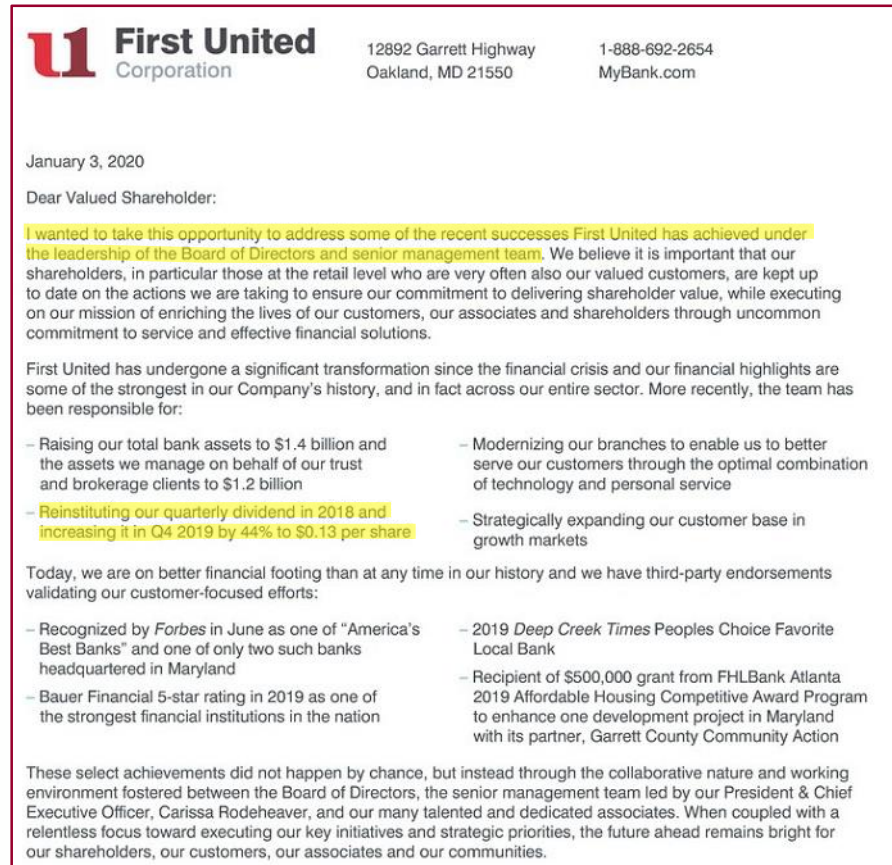 u1 First United
Corporation
12892 Garrett Highway
Oakland, MD 21550
1-888-692-2654
MyBank.com
January 3, 2020
Dear Valued Shareholder:
I wanted to take this opportunity to address some of the recent successes First United has achieved under
the leadership of the Board of Directors and senior management team. We believe it is important that our
shareholders, in particular those at the retail level who are very often also our valued customers, are kept up
to date on the actions we are taking to ensure our commitment to delivering shareholder value, while executing
on our mission of enriching the lives of our customers, our associates and shareholders through uncommon
commitment to service and effective financial solutions.
First United has undergone a significant transformation since the financial crisis and our financial highlights are
some of the strongest in our Company's history, and in fact across our entire sector. More recently, the team has
been responsible for:
– Raising our total bank assets to $1.4 billion and
the assets we manage on behalf of our trust
and brokerage clients to $1.2 billion
– Reinstituting our quarterly dividend in 2018 and
increasing it in Q4 2019 by 44% to $0.13 per share
– Modernizing our branches to enable us to better
serve our customers through the optimal combination
of technology and personal service
– Strategically expanding our customer base in
growth markets
Today, we are on better financial footing than at any time in our history and we have third-party endorsements
validating our customer-focused efforts:
– Recognized by Forbes in June as one of "America's
Best Banks" and one of only two such banks
headquartered in Maryland
– Bauer Financial 5-star rating in 2019 as one of
the strongest financial institutions in the nation
– 2019 Deep Creek Times Peoples Choice Favorite
Local Bank
– Recipient of $500,000 grant from FHLBank Atlanta
2019 Affordable Housing Competitive Award Program
to enhance one development project in Maryland
with its partner, Garrett County Community Action
These select achievements did not happen by chance, but instead through the collaborative nature and working
environment fostered between the Board of Directors, the senior management team led by our President & Chief
Executive Officer, Carissa Rodeheaver, and our many talented and dedicated associates. When coupled with a
relentless focus toward executing our key initiatives and strategic priorities, the future ahead remains bright for
our shareholders, our customers, our associates and our communities.